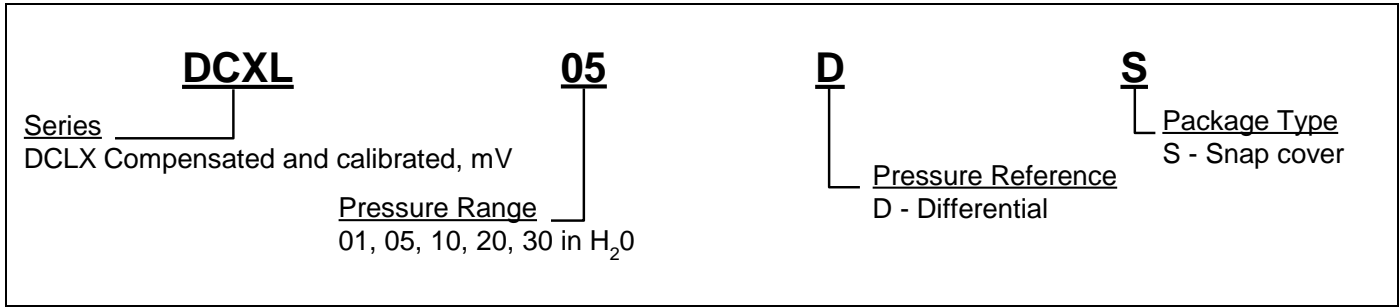 DCXL 05 D S
Series
DCLX Compensated and calibrated, mV
Pressure Range
01, 05, 10, 20, 30 in H₂0
Pressure Reference
D - Differential
Package Type
S - Snap cover